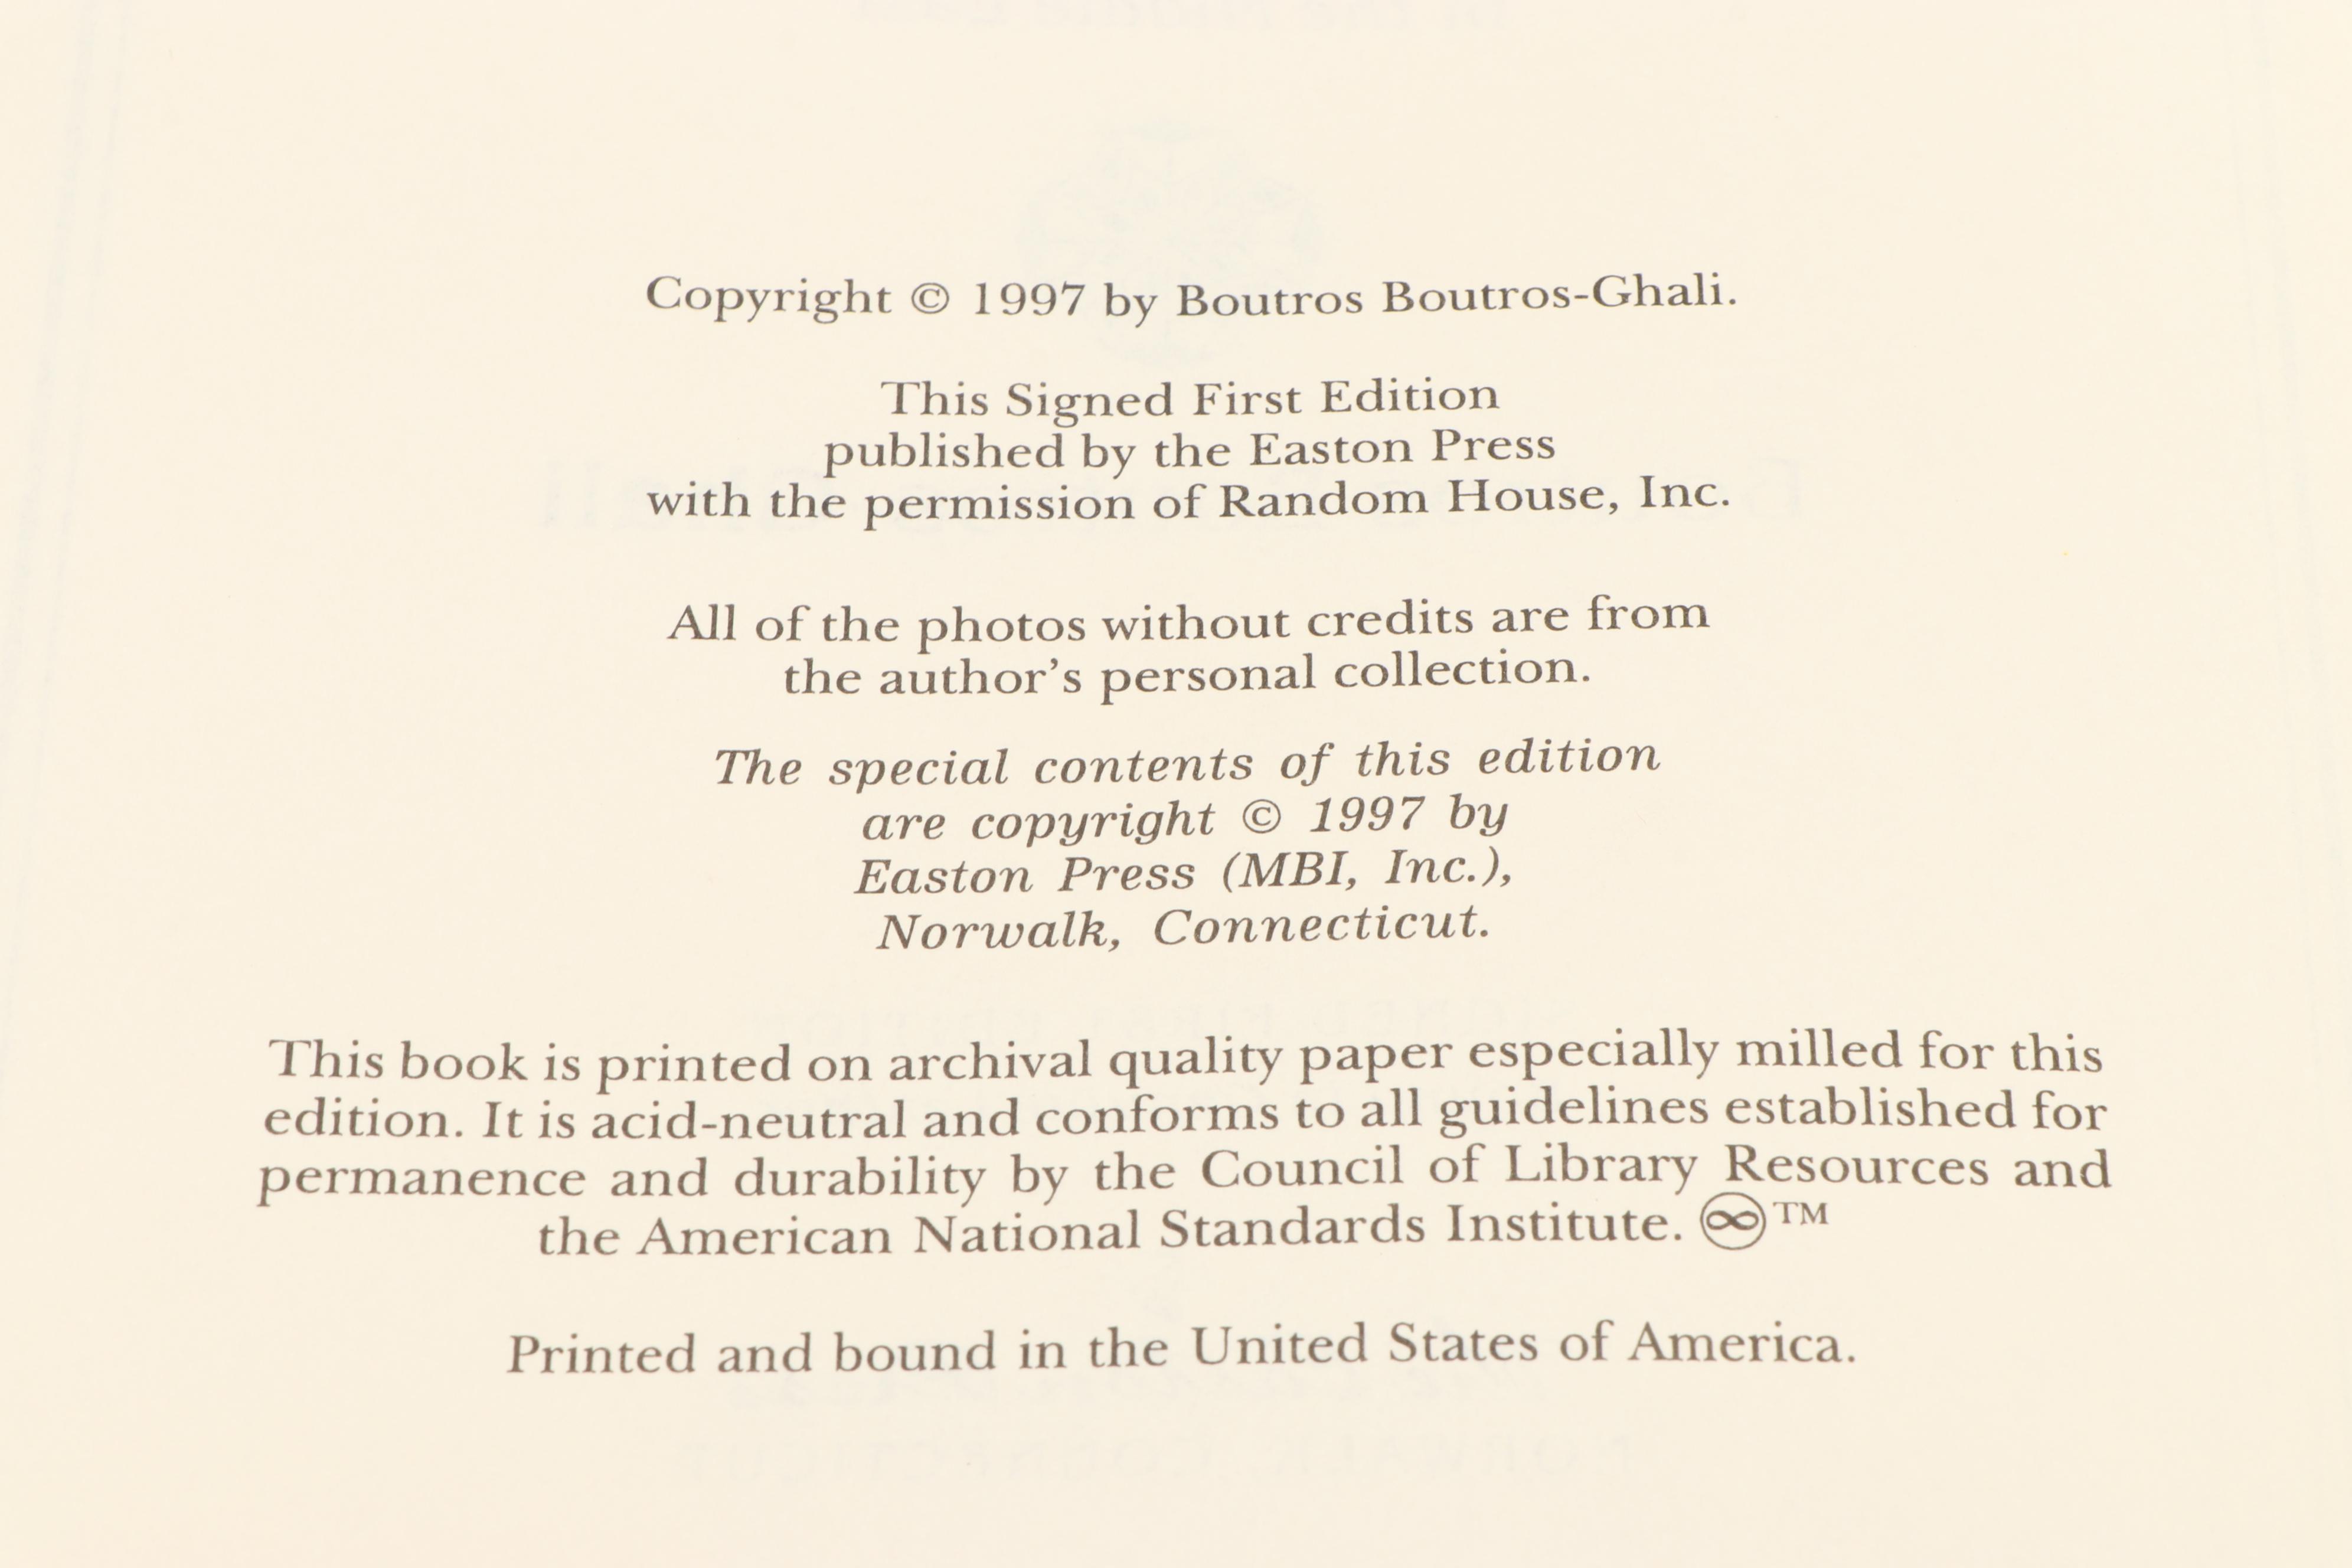 Copyright © 1997 by Boutros Boutros-Ghali.
This Signed First Edition
published by the Easton Press
with the permission of Random House, Inc.
All of the photos without credits are from
the author’s personal collection.
The special contents of this edition
are copyright © 1997 by
Easton Press (MBI, Inc.),
Norwalk, Connecticut.
This book is printed on archival quality paper especially milled for this
edition. It is acid-neutral and conforms to all guidelines established for
permanence and durability by the Council of Library Resources and
the American National Standards Institute. ♾™
Printed and bound in the United States of America.